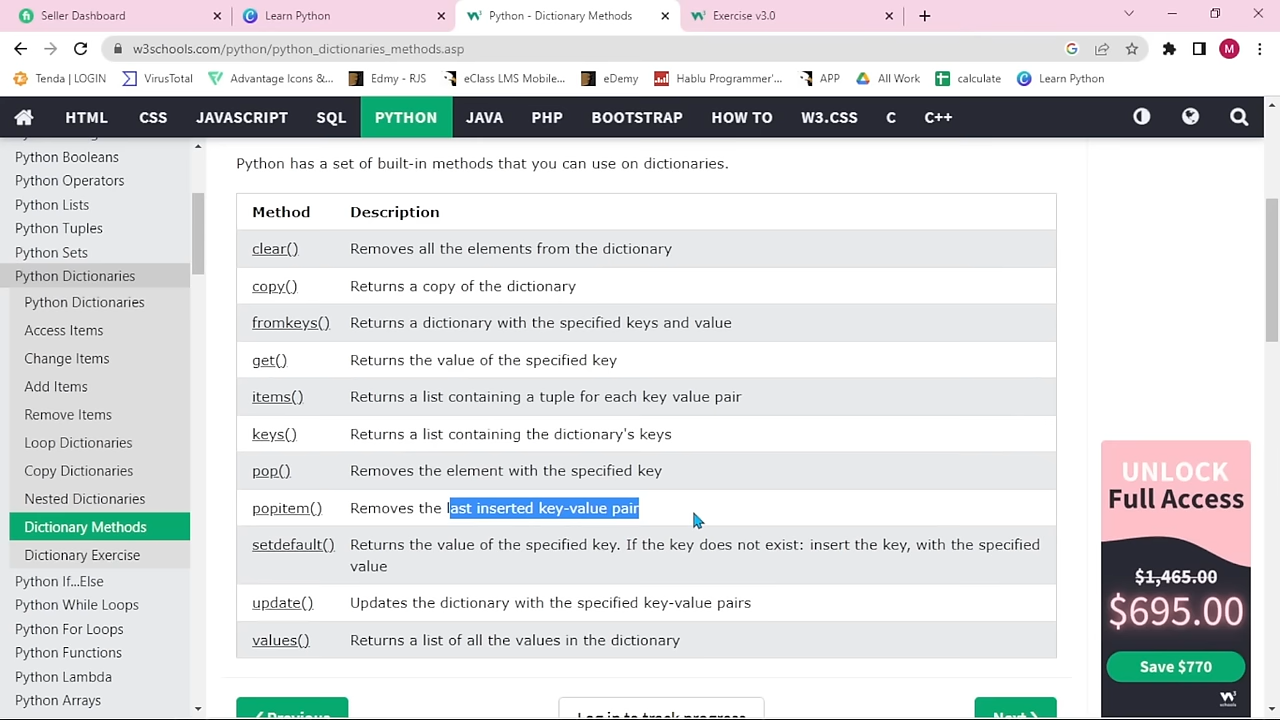 Seller Dashboard
Learn Python
Python - Dictionary Methods
Exercise v3.0
w3schools.com/python/python_dictionaries_methods.asp
M
Tenda | LOGIN
VirusTotal
Advantage Icons &...
Edmy - RJS
eClass LMS Mobile...
eDemy
Hablu Programmer'...
APP
All Work
calculate
Learn Python
HTML
CSS
JAVASCRIPT
SQL
PYTHON
JAVA
PHP
BOOTSTRAP
HOW TO
W3.CSS
C
C++
Python Booleans
Python Operators
Python Lists
Python Tuples
Python Sets
Python Dictionaries
Python Dictionaries
Access Items
Change Items
Add Items
Remove Items
Loop Dictionaries
Copy Dictionaries
Nested Dictionaries
Dictionary Methods
Dictionary Exercise
Python If...Else
Python While Loops
Python For Loops
Python Functions
Python Lambda
Python Arrays
Python has a set of built-in methods that you can use on dictionaries.
Method Description
clear() Removes all the elements from the dictionary
copy() Returns a copy of the dictionary
fromkeys() Returns a dictionary with the specified keys and value
get() Returns the value of the specified key
items() Returns a list containing a tuple for each key value pair
keys() Returns a list containing the dictionary's keys
pop() Removes the element with the specified key
popitem() Removes the last inserted key-value pair
setdefault() Returns the value of the specified key. If the key does not exist: insert the key, with the specified
value
update() Updates the dictionary with the specified key-value pairs
values() Returns a list of all the values in the dictionary
❮ Previous
Log in to track progress
Next ❯
UNLOCK
Full Access
$1,465.00
$695.00
Save $770
w3
schools